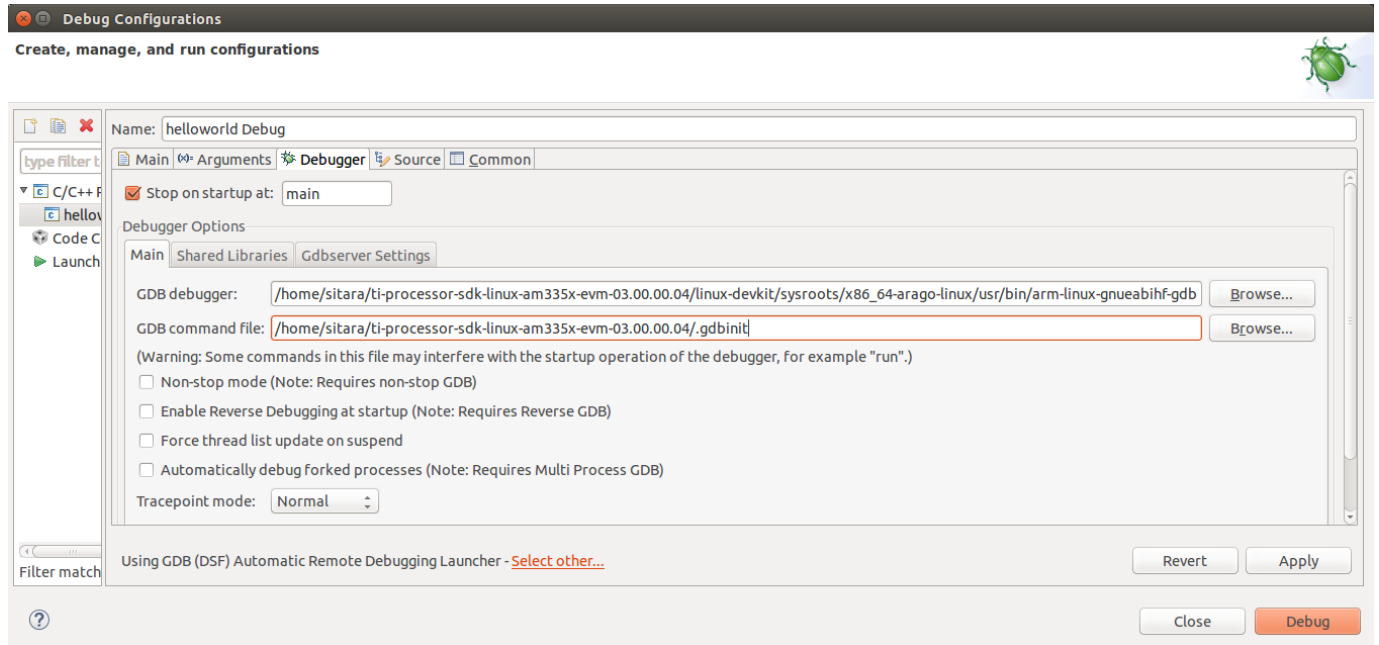 Debug Configurations
Create, manage, and run configurations
Name: helloworld Debug
type filter t
Main (x)= Arguments Debugger Source Common
C/C++ F
Stop on startup at: main
hellov
Debugger Options
Code C
Main Shared Libraries Gdbserver Settings
Launch
GDB debugger: /home/sitara/ti-processor-sdk-linux-am335x-evm-03.00.00.04/linux-devkit/sysroots/x86_64-arago-linux/usr/bin/arm-linux-gnueabihf-gdb Browse...
GDB command file: /home/sitara/ti-processor-sdk-linux-am335x-evm-03.00.00.04/.gdbinit Browse...
(Warning: Some commands in this file may interfere with the startup operation of the debugger, for example "run".)
Non-stop mode (Note: Requires non-stop GDB)
Enable Reverse Debugging at startup (Note: Requires Reverse GDB)
Force thread list update on suspend
Automatically debug forked processes (Note: Requires Multi Process GDB)
Tracepoint mode: Normal
Using GDB (DSF) Automatic Remote Debugging Launcher - Select other... Revert Apply
Filter match
? Close Debug